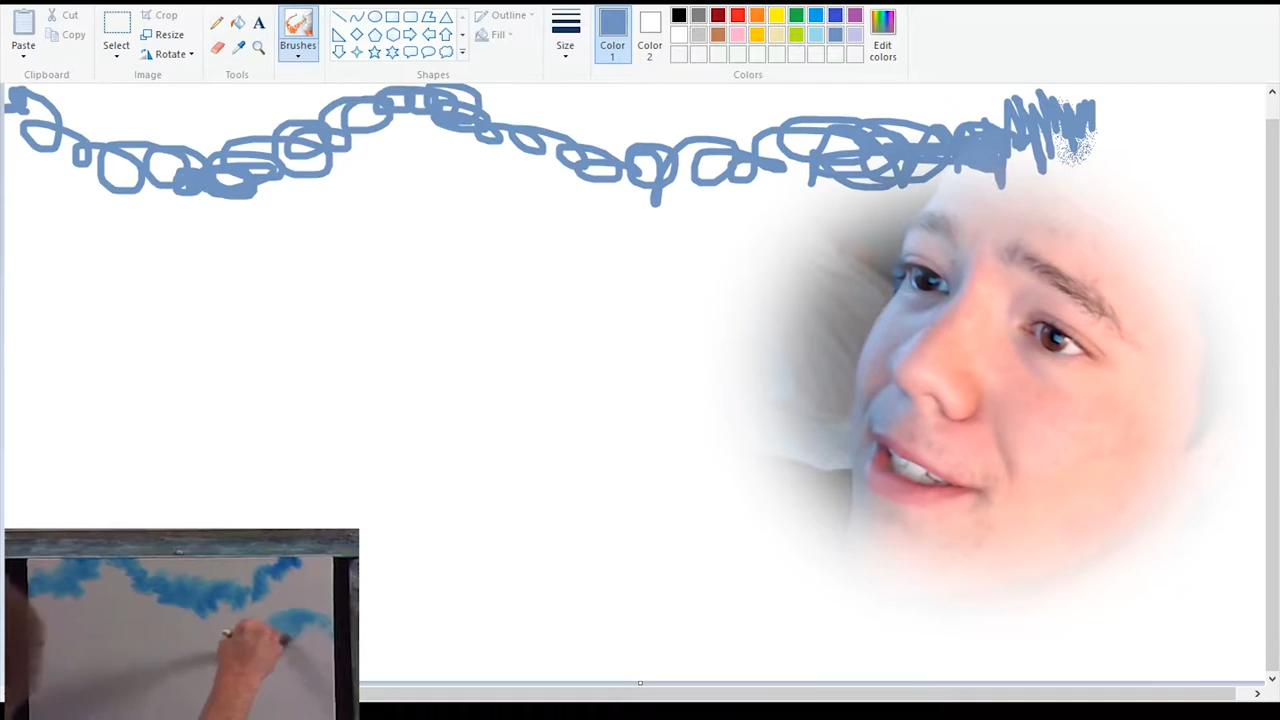 Cut
Copy
Paste
Clipboard
Select
Crop
Resize
Rotate
Image
A
Tools
Brushes
Outline
Fill
Shapes
Size
Color
1
Color
2
Edit
colors
Colors